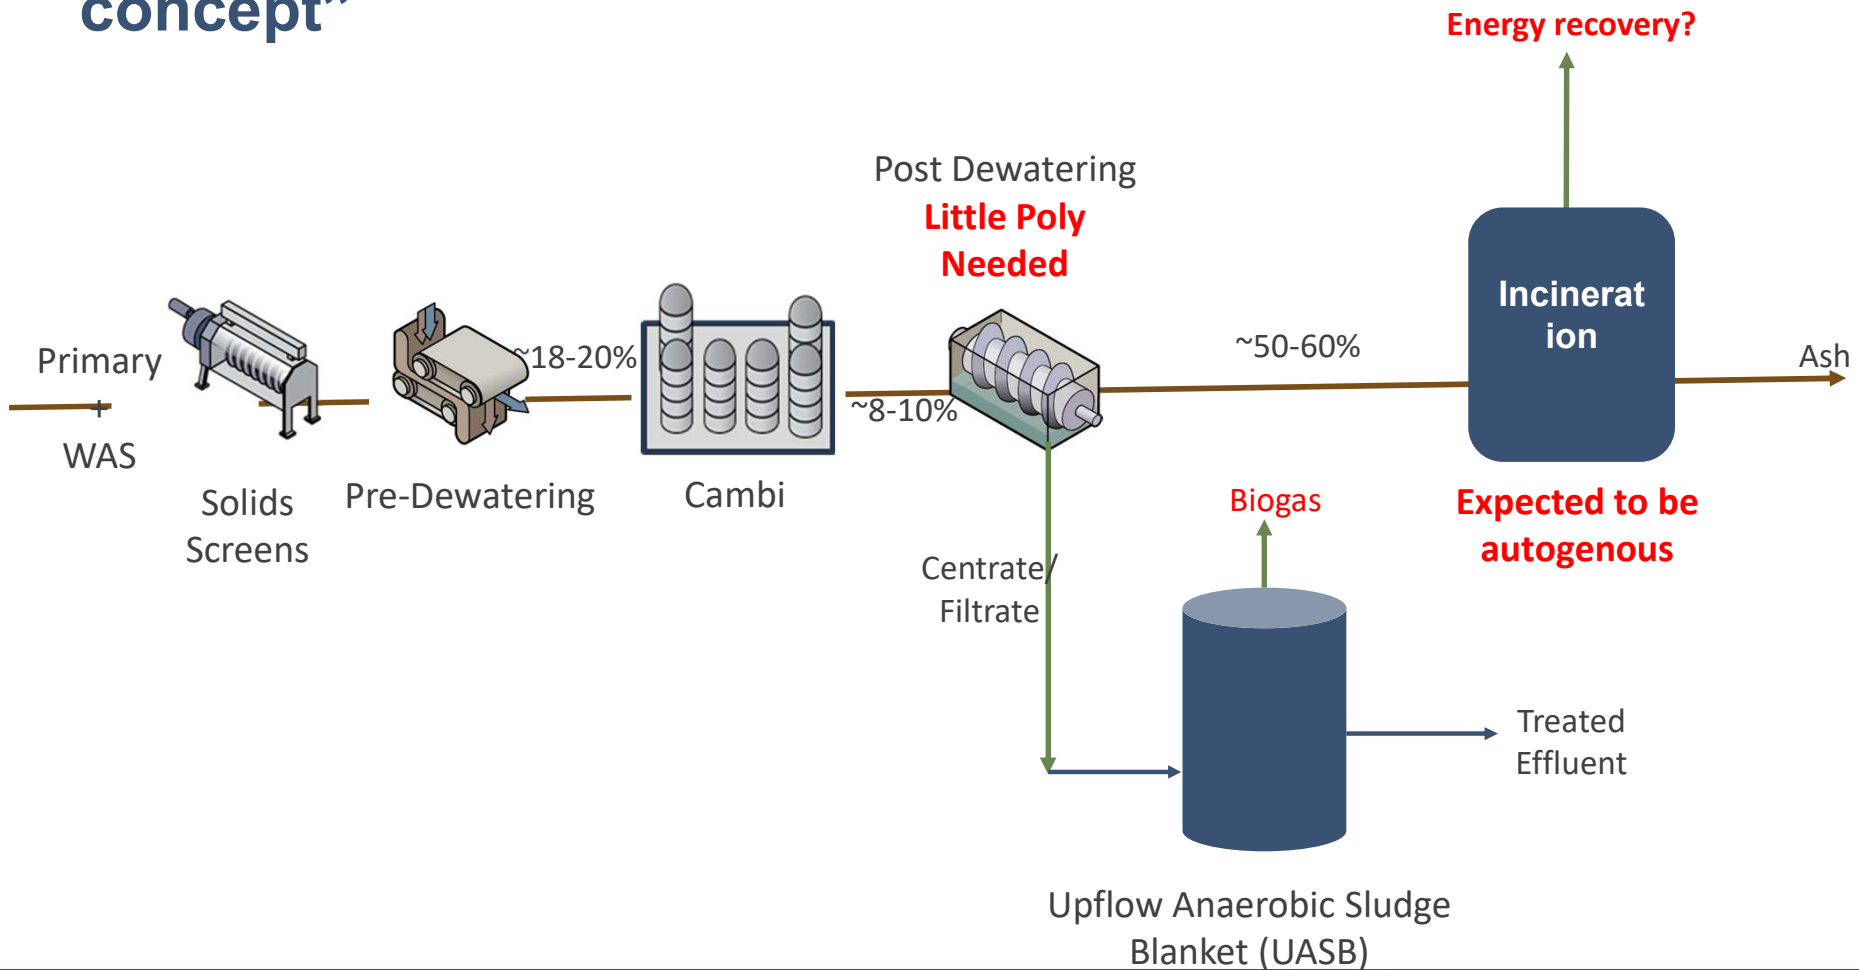 concept”
Energy recovery?
Post Dewatering
Little Poly
Needed
Incinerat
ion
Primary
+
WAS
~18-20%
~8-10%
~50-60%
Ash
Solids
Screens
Pre-Dewatering
Cambi
Biogas
Expected to be
autogenous
Centrate/
Filtrate
Treated
Effluent
Upflow Anaerobic Sludge
Blanket (UASB)